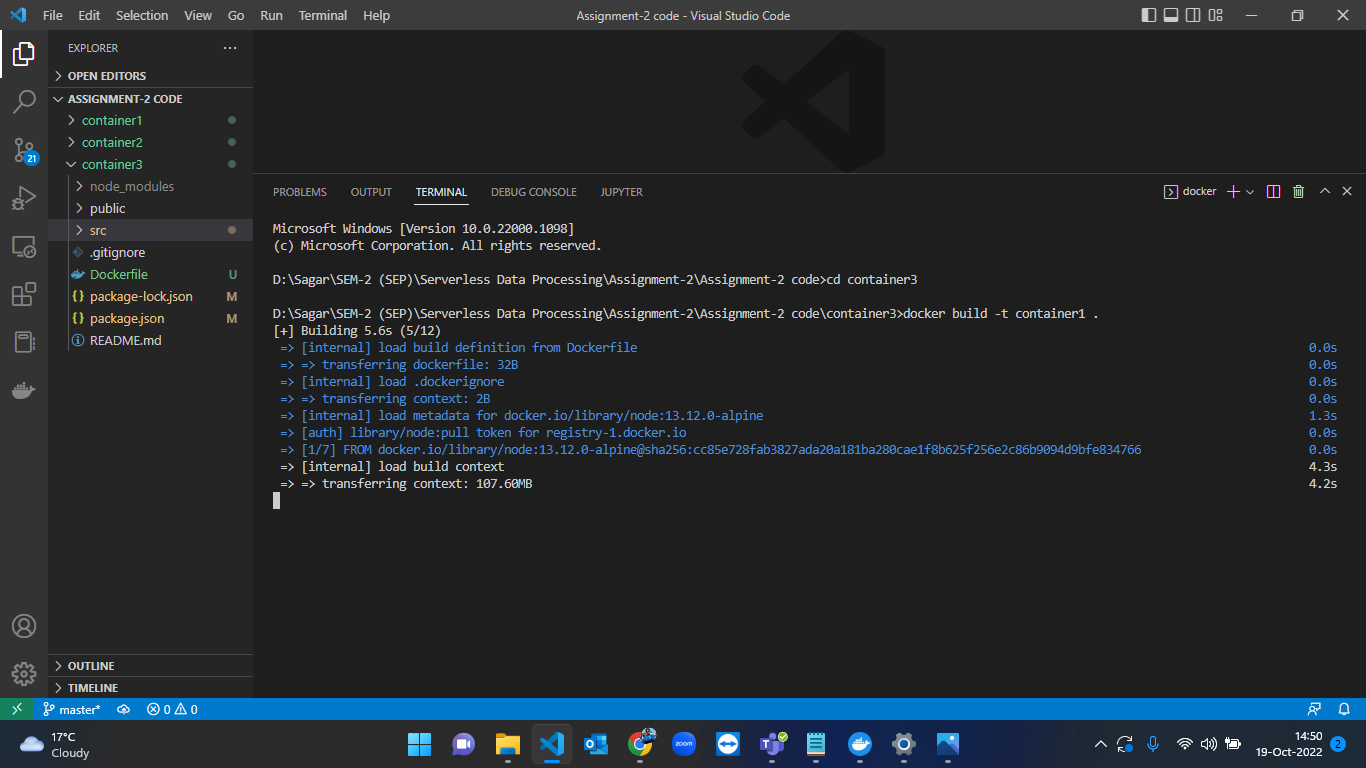 File Edit Selection View Go Run Terminal Help Assignment-2 code - Visual Studio Code
EXPLORER
OPEN EDITORS
ASSIGNMENT-2 CODE
container1
container2
container3
node_modules
public
src
.gitignore
Dockerfile U
package-lock.json M
package.json M
README.md
OUTLINE
TIMELINE
21
PROBLEMS OUTPUT TERMINAL DEBUG CONSOLE JUPYTER docker
Microsoft Windows [Version 10.0.22000.1098]
(c) Microsoft Corporation. All rights reserved.
D:\Sagar\SEM-2 (SEP)\Serverless Data Processing\Assignment-2\Assignment-2 code>cd container3
D:\Sagar\SEM-2 (SEP)\Serverless Data Processing\Assignment-2\Assignment-2 code\container3>docker build -t container1 .
[+] Building 5.6s (5/12)
=> [internal] load build definition from Dockerfile 0.0s
=> => transferring dockerfile: 32B 0.0s
=> [internal] load .dockerignore 0.0s
=> => transferring context: 2B 0.0s
=> [internal] load metadata for docker.io/library/node:13.12.0-alpine 1.3s
=> [auth] library/node:pull token for registry-1.docker.io 0.0s
=> [1/7] FROM docker.io/library/node:13.12.0-alpine@sha256:cc85e728fab3827ada20a181ba280cae1f8b625f256e2c86b9094d9bfe834766 0.0s
=> [internal] load build context 4.3s
=> => transferring context: 107.60MB 4.2s
master* 0 0
17°C
Cloudy
zoom
14:50
19-Oct-2022 2